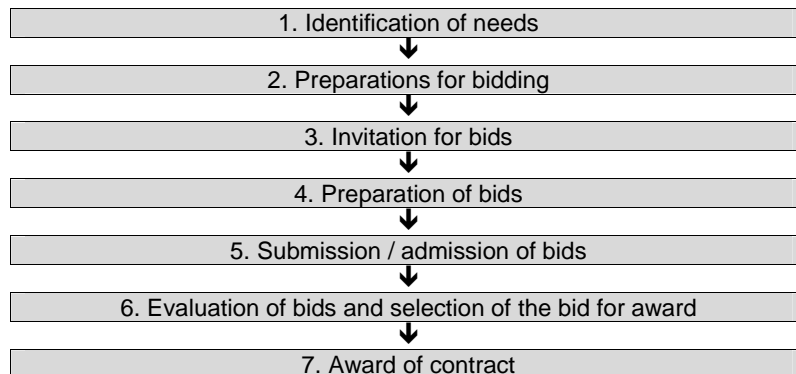 1. Identification of needs
2. Preparations for bidding
3. Invitation for bids
4. Preparation of bids
5. Submission / admission of bids
6. Evaluation of bids and selection of the bid for award
7. Award of contract